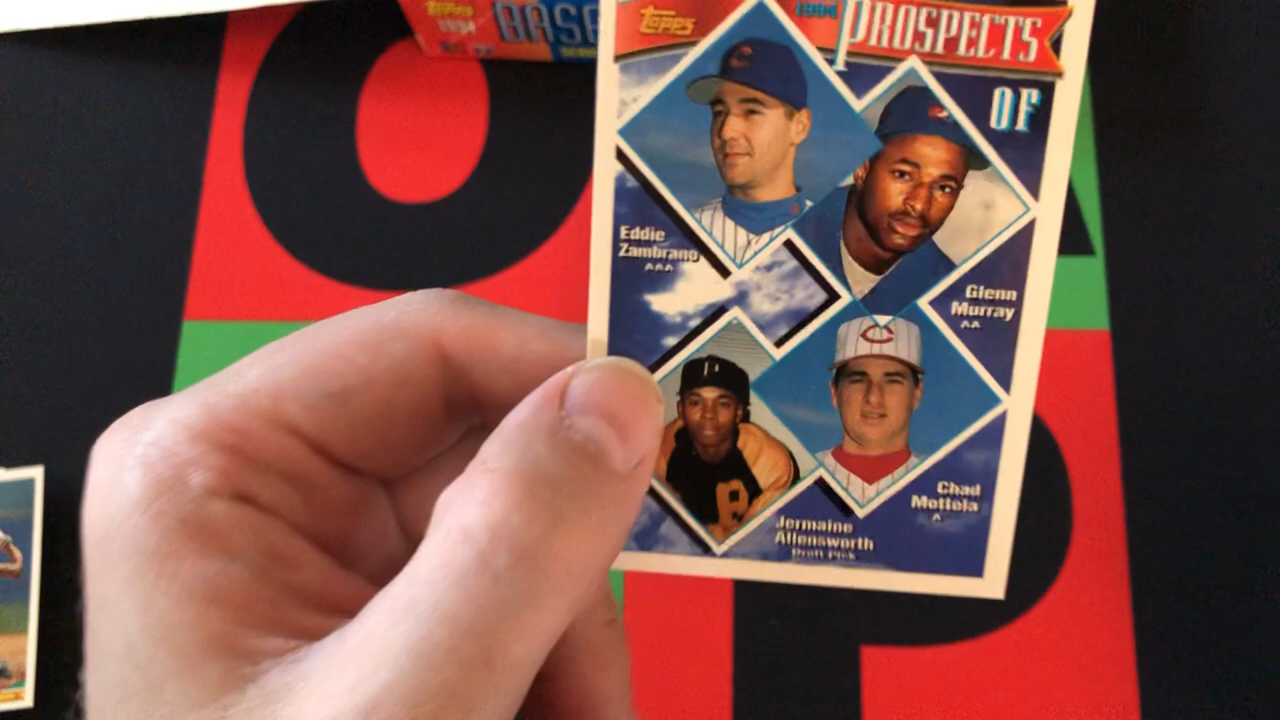 Topps
1994
BASE
Topps
1994
PROSPECTS
OF
Eddie
Zambrano
AAA
Glenn
Murray
AA
Chad
Mottola
A
Jermaine
Allensworth
Draft Pick